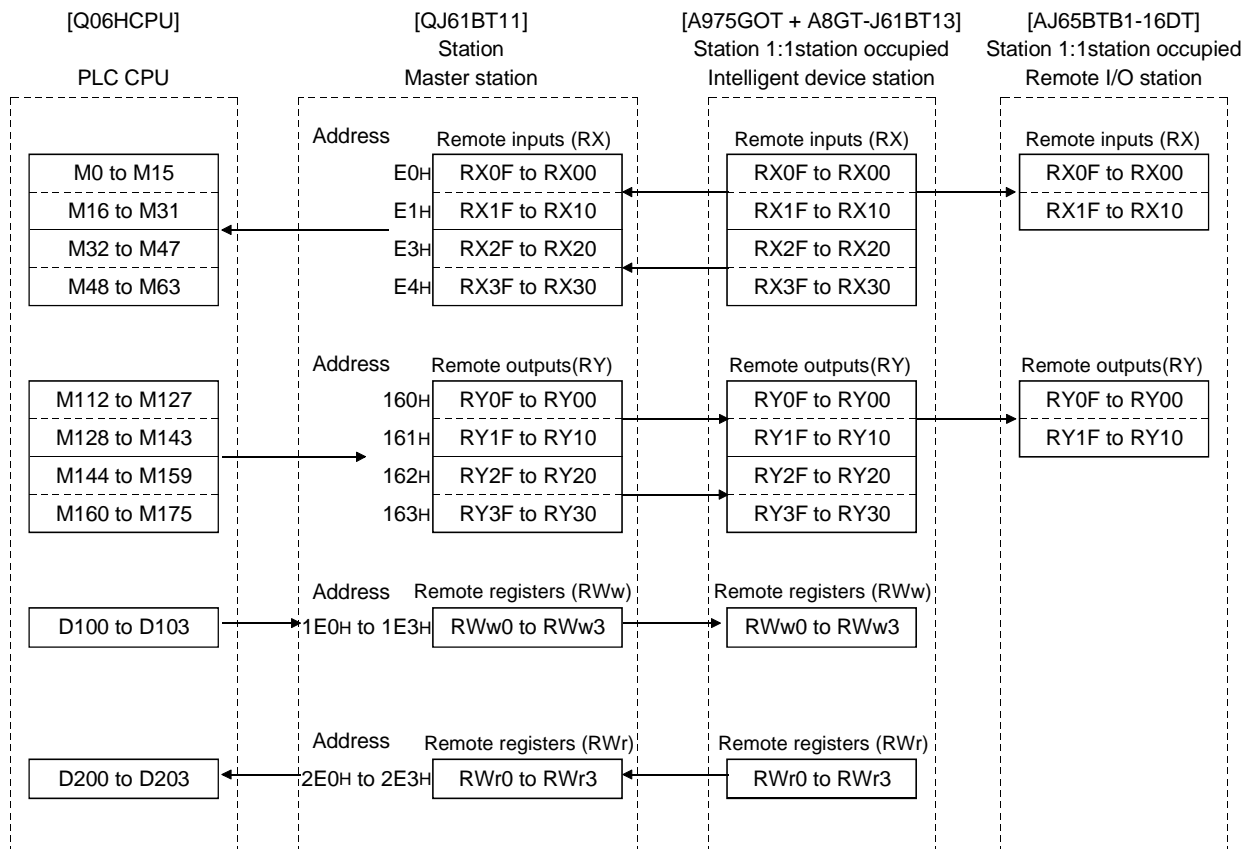 [Q06HCPU] [QJ61BT11] [A975GOT + A8GT-J61BT13] [AJ65BTB1-16DT]
Station Station 1:1station occupied Station 1:1station occupied
PLC CPU Master station Intelligent device station Remote I/O station
Address Remote inputs (RX) Remote inputs (RX) Remote inputs (RX)
M0 to M15 E0H RX0F to RX00 RX0F to RX00 RX0F to RX00
M16 to M31 E1H RX1F to RX10 RX1F to RX10 RX1F to RX10
M32 to M47 E3H RX2F to RX20 RX2F to RX20
M48 to M63 E4H RX3F to RX30 RX3F to RX30
Address Remote outputs(RY) Remote outputs(RY) Remote outputs(RY)
M112 to M127 160H RY0F to RY00 RY0F to RY00 RY0F to RY00
M128 to M143 161H RY1F to RY10 RY1F to RY10 RY1F to RY10
M144 to M159 162H RY2F to RY20 RY2F to RY20
M160 to M175 163H RY3F to RY30 RY3F to RY30
Address Remote registers (RWw) Remote registers (RWw)
D100 to D103 1E0H to 1E3H RWw0 to RWw3 RWw0 to RWw3
Address Remote registers (RWr) Remote registers (RWr)
D200 to D203 2E0H to 2E3H RWr0 to RWr3 RWr0 to RWr3